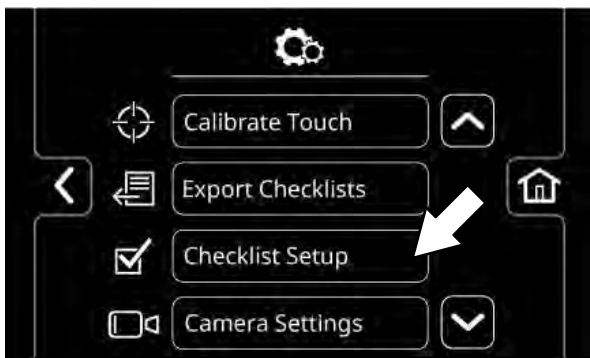 Calibrate Touch
Export Checklists
Checklist Setup
Camera Settings